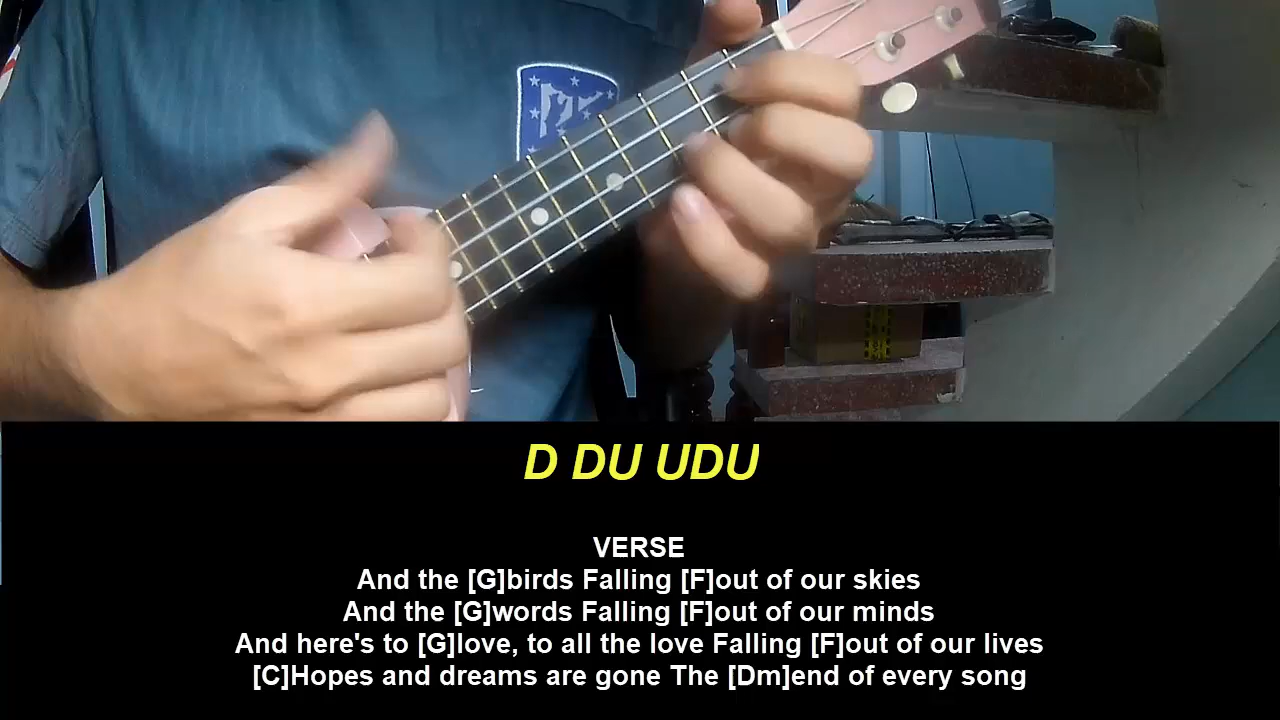 D DU UDU
VERSE
And the [G]birds Falling [F]out of our skies
And the [G]words Falling [F]out of our minds
And here's to [G]love, to all the love Falling [F]out of our lives
[C]Hopes and dreams are gone The [Dm]end of every song